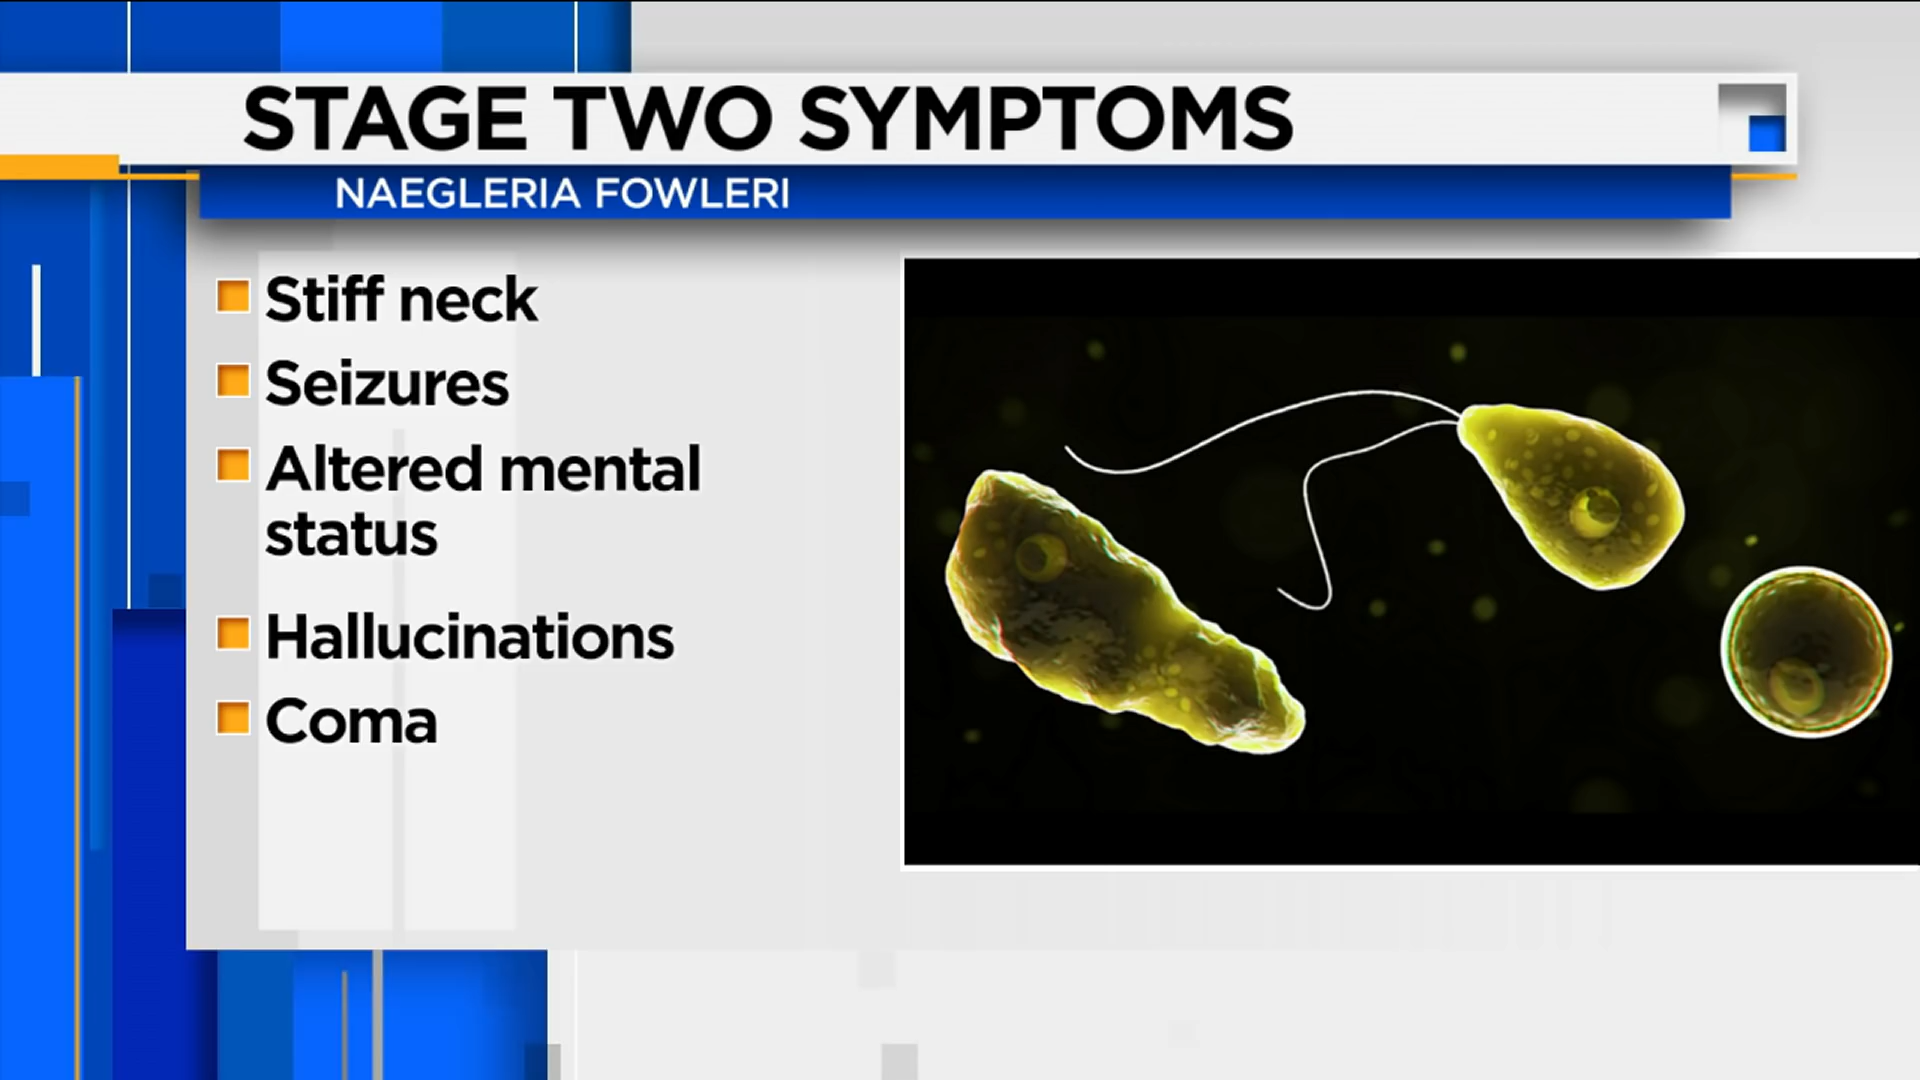 STAGE TWO SYMPTOMS
NAEGLERIA FOWLERI
Stiff neck
Seizures
Altered mental
status
Hallucinations
Coma